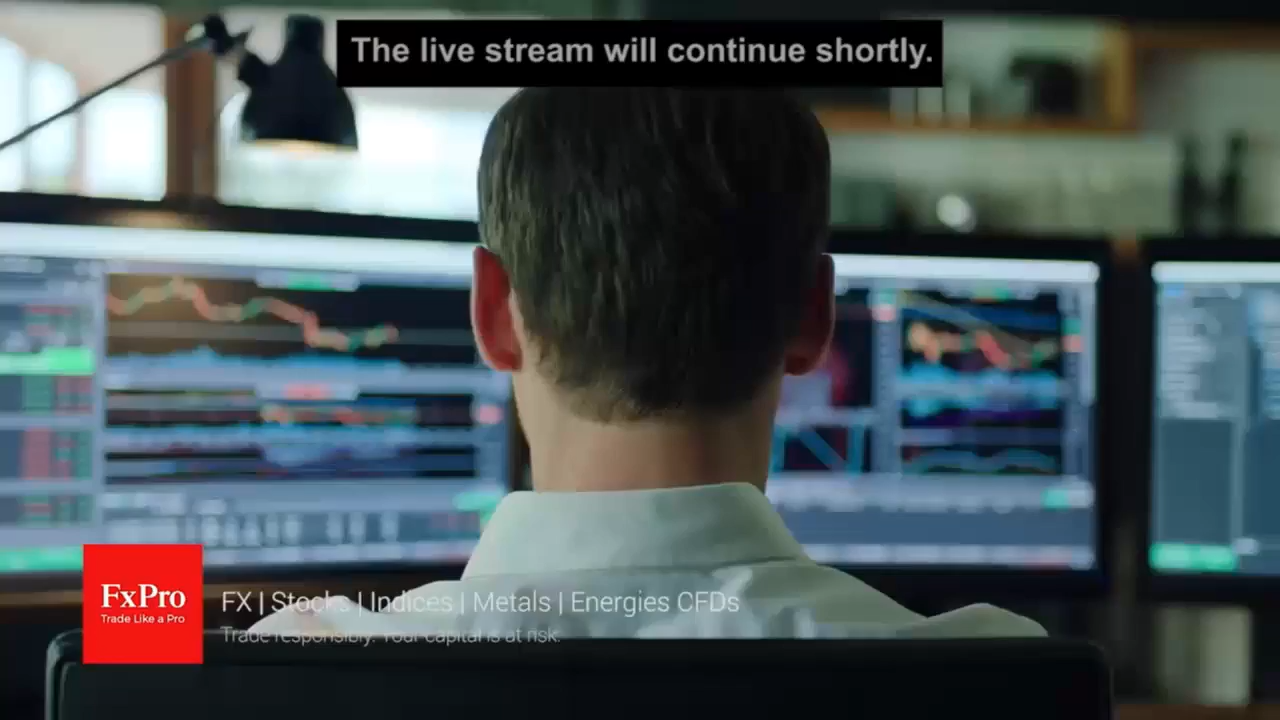 The live stream will continue shortly.
FxPro
Trade Like a Pro
FX | Stocks | Indices | Metals | Energies CFDs
Trade responsibly. Your capital is at risk.